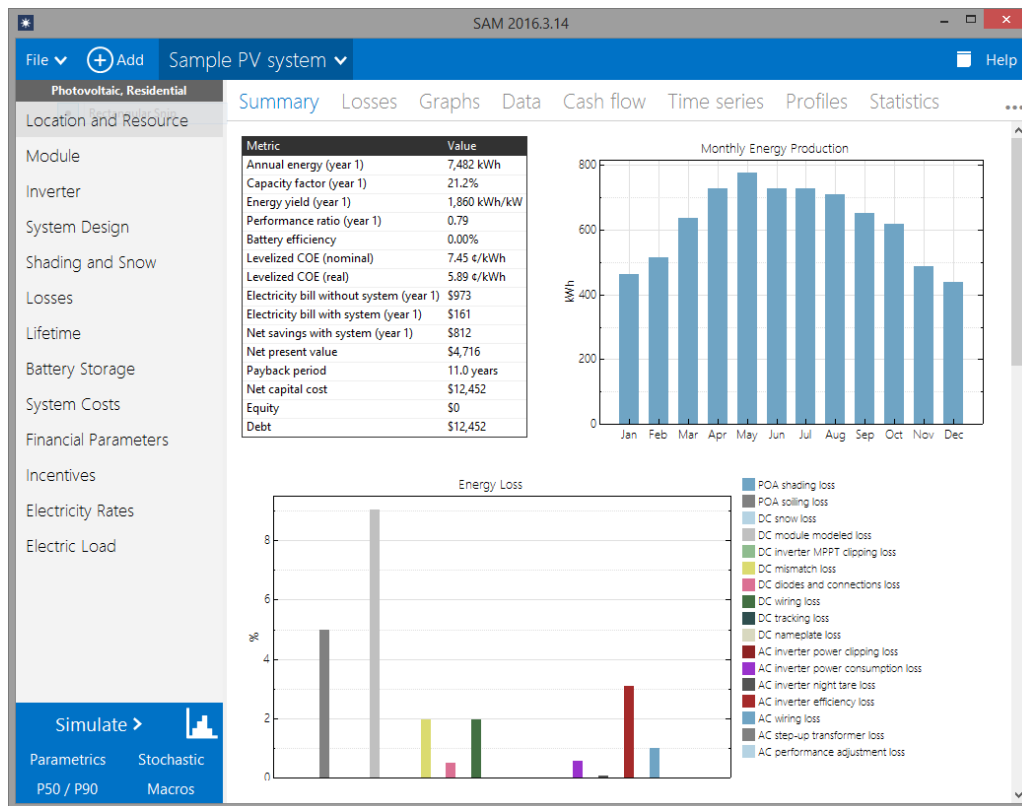 SAM 2016.3.14
File Add Sample PV system Help
Photovoltaic, Residential
Location and Resource
Module
Inverter
System Design
Shading and Snow
Losses
Lifetime
Battery Storage
System Costs
Financial Parameters
Incentives
Electricity Rates
Electric Load
Simulate >
Parametrics Stochastic
P50 / P90 Macros
Summary Losses Graphs Data Cash flow Time series Profiles Statistics ...
Metric Value
Annual energy (year 1) 7,482 kWh
Capacity factor (year 1) 21.2%
Energy yield (year 1) 1,860 kWh/kW
Performance ratio (year 1) 0.79
Battery efficiency 0.00%
Levelized COE (nominal) 7.45 ¢/kWh
Levelized COE (real) 5.89 ¢/kWh
Electricity bill without system (year 1) $973
Electricity bill with system (year 1) $161
Net savings with system (year 1) $812
Net present value $4,716
Payback period 11.0 years
Net capital cost $12,452
Equity $0
Debt $12,452
Monthly Energy Production
800
600
400
200
0
kWh
Jan Feb Mar Apr May Jun Jul Aug Sep Oct Nov Dec
Energy Loss
8
6
4
2
0
%
POA shading loss
POA soiling loss
DC snow loss
DC module modeled loss
DC inverter MPPT clipping loss
DC mismatch loss
DC diodes and connections loss
DC wiring loss
DC tracking loss
DC nameplate loss
AC inverter power clipping loss
AC inverter power consumption loss
AC inverter night tare loss
AC inverter efficiency loss
AC wiring loss
AC step-up transformer loss
AC performance adjustment loss